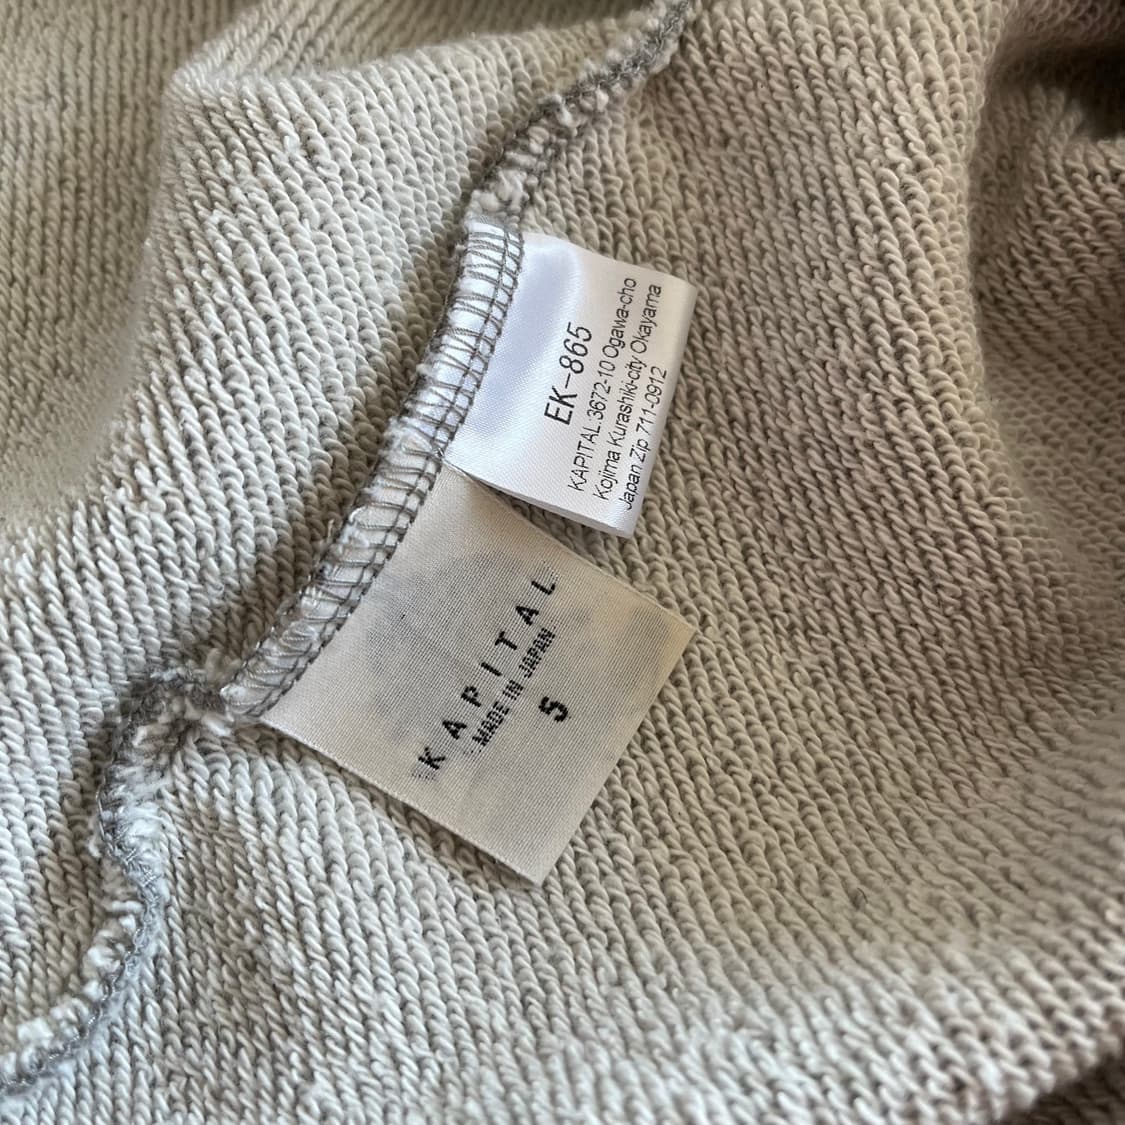 EK-865
KAPITAL.3672-10 Ogawa-cho
Kojima Kurashiki-city Okayama
Japan Zip 711-0912
KAPITAL
MADE IN JAPAN
5